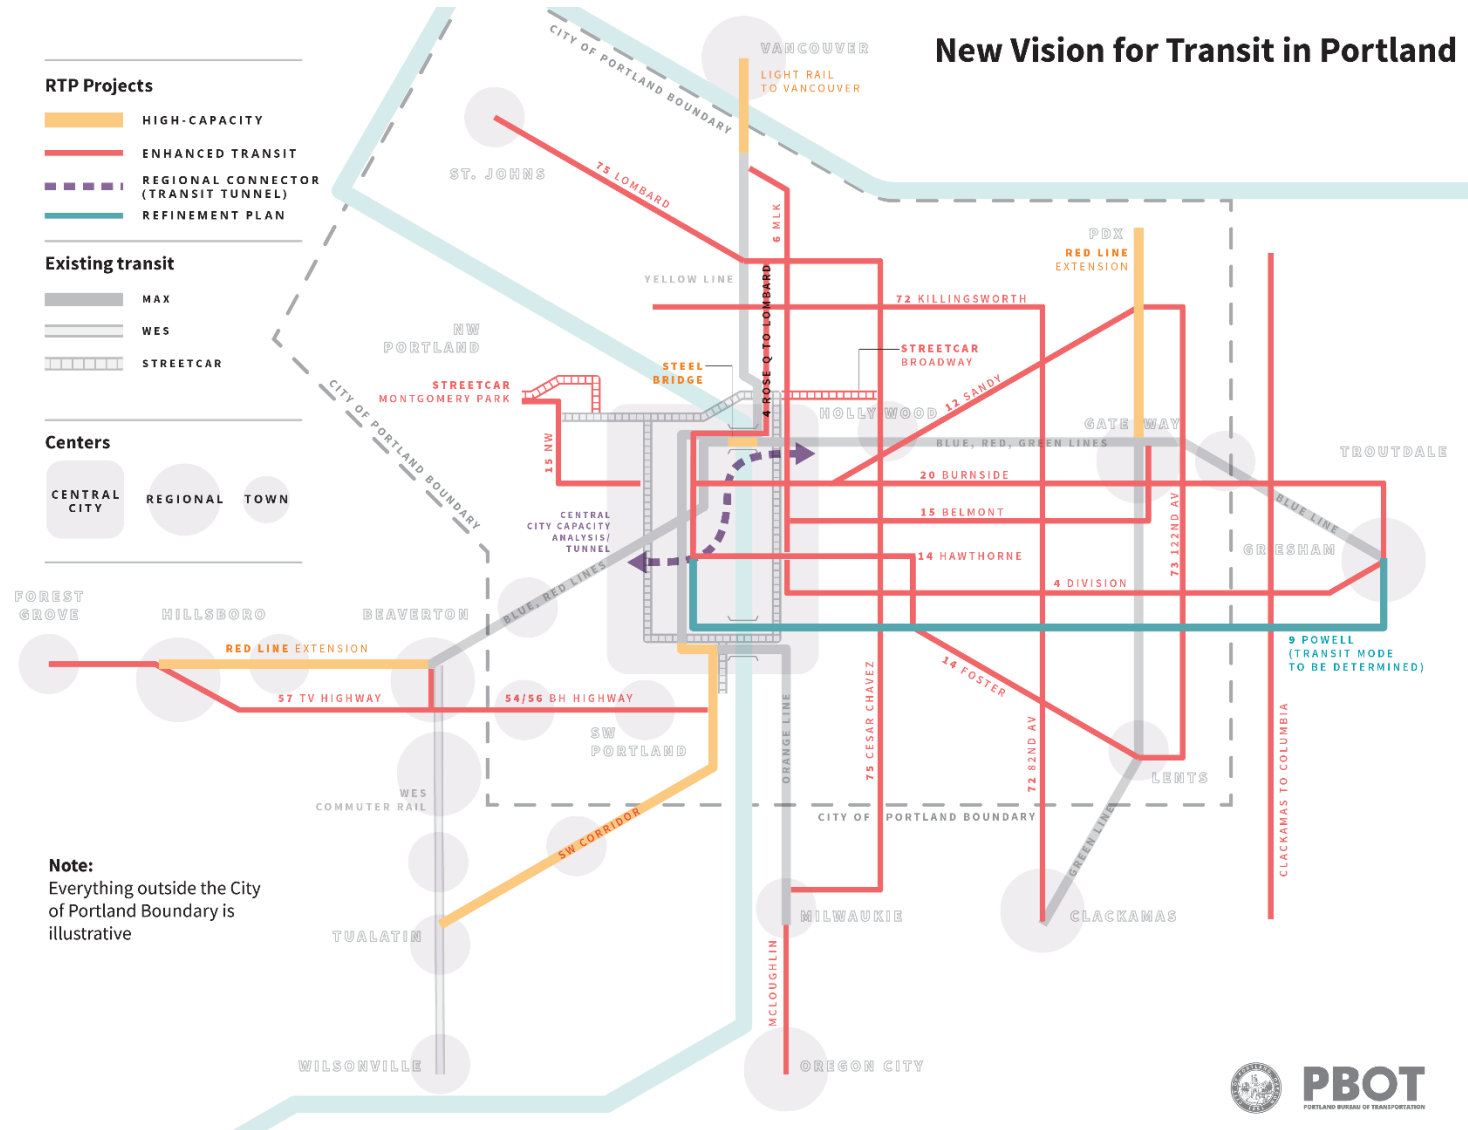 New Vision for Transit in Portland
RTP Projects
HIGH-CAPACITY
ENHANCED TRANSIT
REGIONAL CONNECTOR
(TRANSIT TUNNEL)
REFINEMENT PLAN
Existing transit
MAX
WES
STREETCAR
Centers
CENTRAL
CITY
REGIONAL
TOWN
CITY OF PORTLAND BOUNDARY
VANCOUVER
LIGHT RAIL
TO VANCOUVER
ST. JOHNS
75 LOMBARD
6 MLK
PDX
RED LINE
EXTENSION
YELLOW LINE
4 ROSE Q TO LOMBARD
72 KILLINGSWORTH
NW
PORTLAND
STEEL
BRIDGE
STREETCAR
BROADWAY
STREETCAR
MONTGOMERY PARK
12 SANDY
HOLLYWOOD
GATEWAY
CITY OF PORTLAND BOUNDARY
15 NW
BLUE, RED, GREEN LINES
TROUTDALE
20 BURNSIDE
BLUE LINE
CENTRAL
CITY CAPACITY
ANALYSIS/
TUNNEL
15 BELMONT
73 122ND AV
14 HAWTHORNE
GRESHAM
4 DIVISION
BLUE, RED LINES
FOREST
GROVE
HILLSBORO
BEAVERTON
RED LINE EXTENSION
9 POWELL
(TRANSIT MODE
TO BE DETERMINED)
57 TV HIGHWAY
54/56 BH HIGHWAY
14 FOSTER
SW
PORTLAND
ORANGE LINE
75 CESAR CHAVEZ
72 82ND AV
CLACKAMAS TO COLUMBIA
LENTS
WES
COMMUTER RAIL
CITY OF PORTLAND BOUNDARY
SW CORRIDOR
GREEN LINE
Note:
Everything outside the City
of Portland Boundary is
illustrative
TUALATIN
MILWAUKIE
CLACKAMAS
MCLOUGHLIN
WILSONVILLE
OREGON CITY
PBOT
PORTLAND BUREAU OF TRANSPORTATION